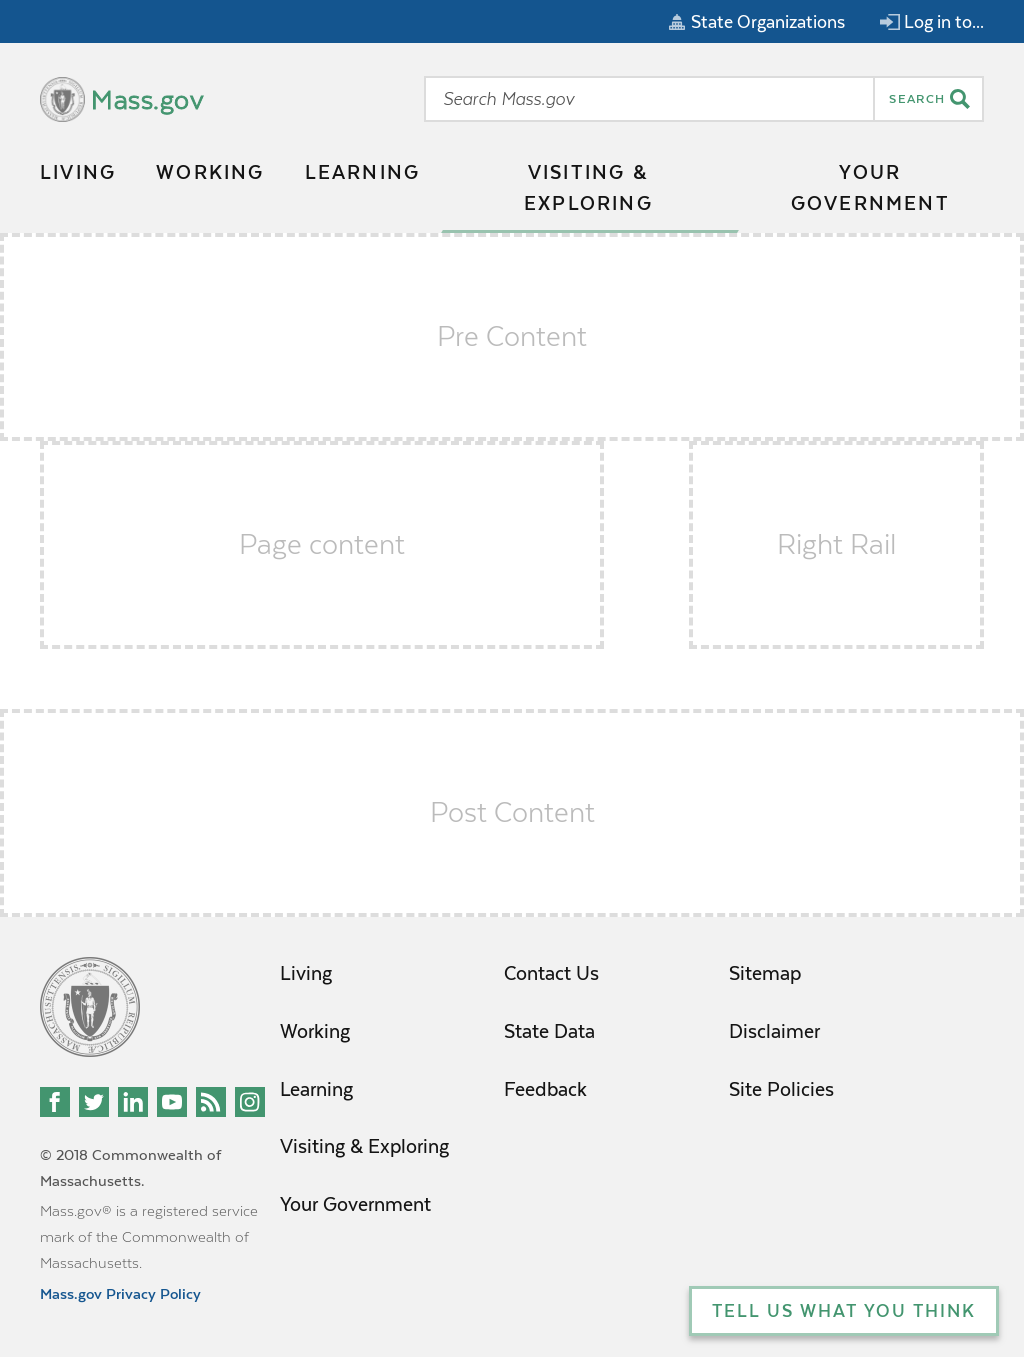 State Organizations
Log in to...
Mass.gov
Search Mass.gov
SEARCH
LIVING
WORKING
LEARNING
VISITING &
EXPLORING
YOUR
GOVERNMENT
Pre Content
Page content
Right Rail
Post Content
Living
Working
Learning
Visiting & Exploring
Your Government
Contact Us
State Data
Feedback
Sitemap
Disclaimer
Site Policies
© 2018 Commonwealth of
Massachusetts.
Mass.gov® is a registered service
mark of the Commonwealth of
Massachusetts.
Mass.gov Privacy Policy
TELL US WHAT YOU THINK